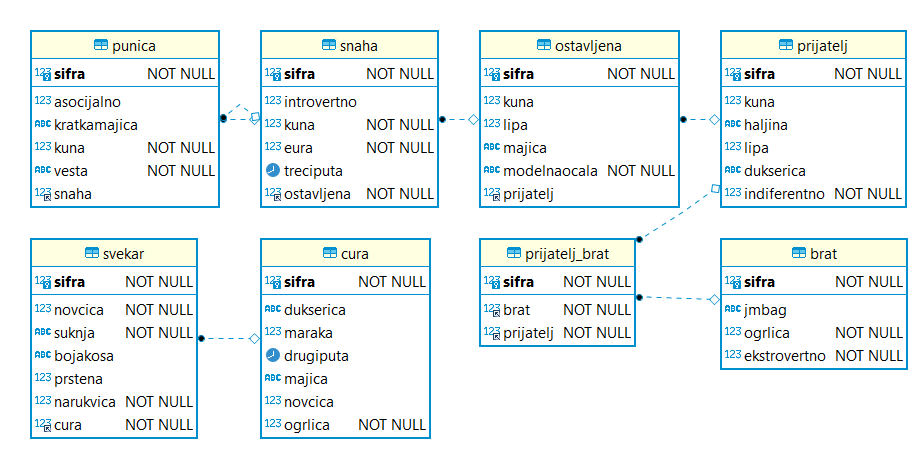 punica
123 sifra NOT NULL
123 asocijalno
ABC kratkamajica
123 kuna NOT NULL
ABC vesta NOT NULL
123 snaha
snaha
123 sifra NOT NULL
123 introvertno
123 kuna NOT NULL
123 eura NOT NULL
treciputa
123 ostavljena NOT NULL
ostavljena
123 sifra NOT NULL
123 kuna
123 lipa
ABC majica
ABC modelnaocala NOT NULL
123 prijatelj
prijatelj
123 sifra NOT NULL
123 kuna
ABC haljina
123 lipa
ABC dukserica
123 indiferentno NOT NULL
svekar
123 sifra NOT NULL
123 novcica NOT NULL
ABC suknja NOT NULL
ABC bojakosa
123 prstena
123 narukvica NOT NULL
123 cura NOT NULL
cura
123 sifra NOT NULL
ABC dukserica
123 maraka
drugiputa
ABC majica
123 novcica
123 ogrlica NOT NULL
prijatelj_brat
123 sifra NOT NULL
123 brat NOT NULL
123 prijatelj NOT NULL
brat
123 sifra NOT NULL
ABC jmbag
123 ogrlica NOT NULL
123 ekstrovertno NOT NULL